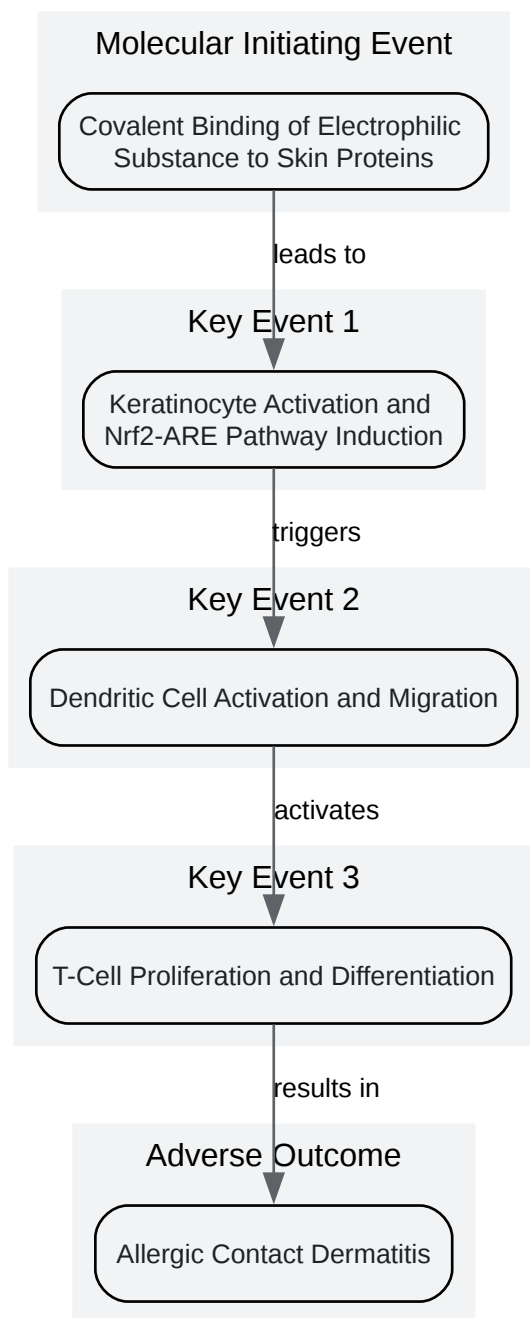 Molecular Initiating Event
Covalent Binding of Electrophilic
Substance to Skin Proteins
leads to
Key Event 1
Keratinocyte Activation and
Nrf2-ARE Pathway Induction
triggers
Key Event 2
Dendritic Cell Activation and Migration
activates
Key Event 3
T-Cell Proliferation and Differentiation
results in
Adverse Outcome
Allergic Contact Dermatitis